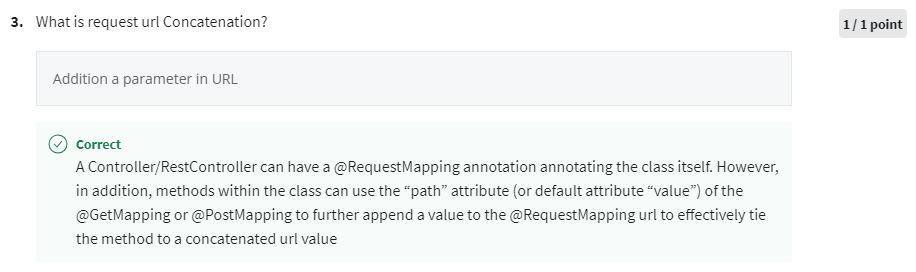 3. What is request url Concatenation?
1 / 1 point
Addition a parameter in URL
Correct
A Controller/RestController can have a @RequestMapping annotation annotating the class itself. However,
in addition, methods within the class can use the “path” attribute (or default attribute “value”) of the
@GetMapping or @PostMapping to further append a value to the @RequestMapping url to effectively tie
the method to a concatenated url value